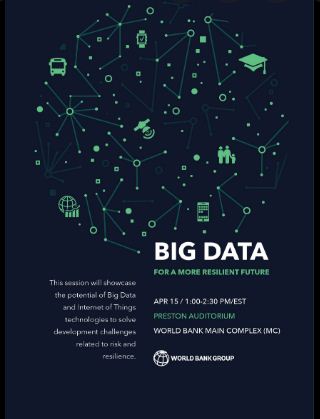 BIG DATA
FOR A MORE RESILIENT FUTURE
This session will showcase
the potential of Big Data
and Internet of Things
technologies to solve
development challenges
related to risk and
resilience.
APR 15 / 1:00-2:30 PM/EST
PRESTON AUDITORIUM
WORLD BANK MAIN COMPLEX (MC)
WORLD BANK GROUP